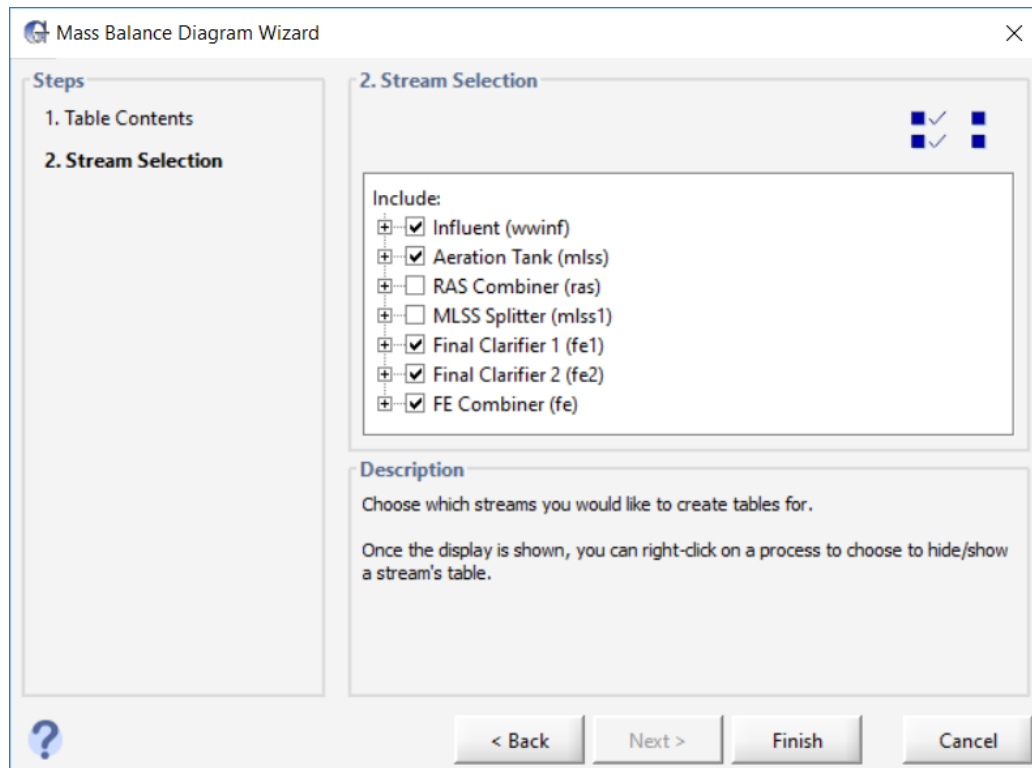 Mass Balance Diagram Wizard
Steps
1. Table Contents
2. Stream Selection
2. Stream Selection
Include:
Influent (wwinf)
Aeration Tank (mlss)
RAS Combiner (ras)
MLSS Splitter (mlss1)
Final Clarifier 1 (fe1)
Final Clarifier 2 (fe2)
FE Combiner (fe)
Description
Choose which streams you would like to create tables for.
Once the display is shown, you can right-click on a process to choose to hide/show
a stream's table.
?
< Back
Next >
Finish
Cancel